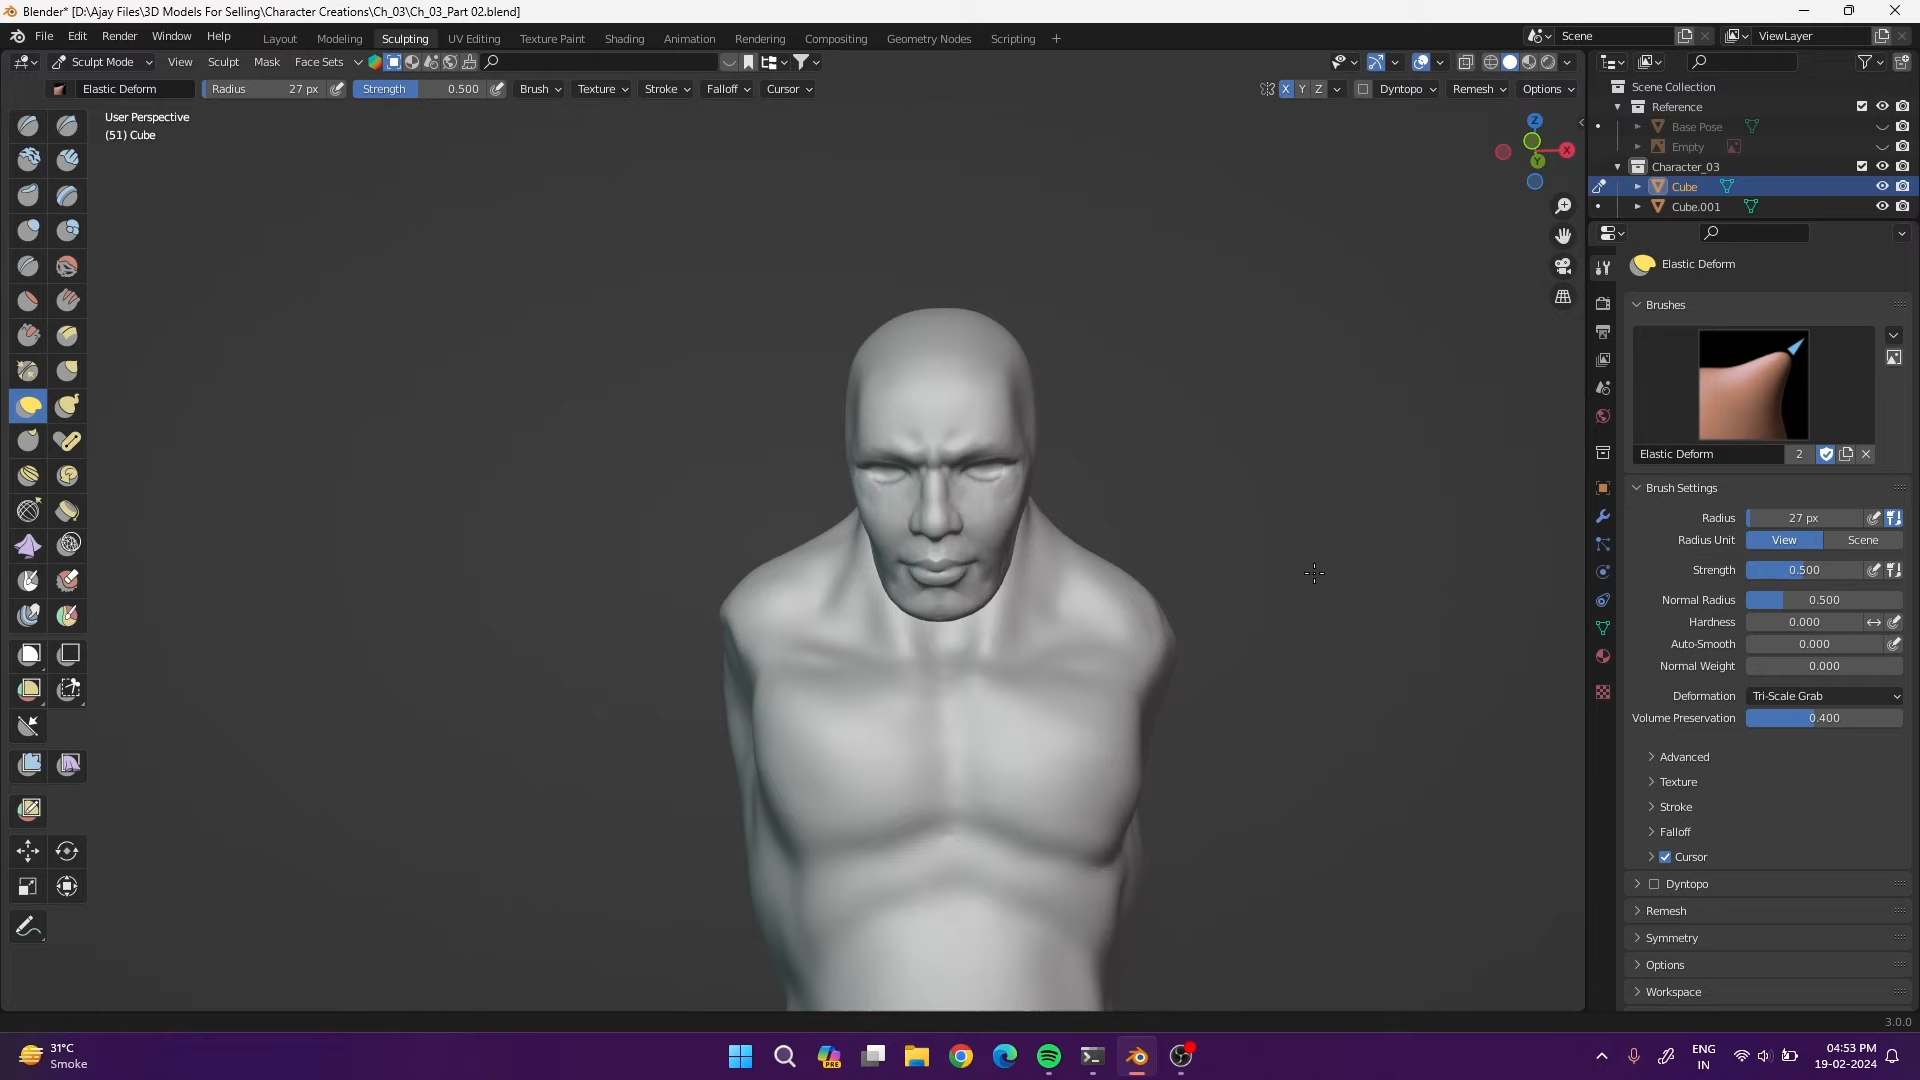 Blender* [D:\Ajay Files\3D Models For Selling\Character Creations\Ch_03\Ch_03_Part 02.blend]
File Edit Render Window Help Layout Modeling Sculpting UV Editing Texture Paint Shading Animation Rendering Compositing Geometry Nodes Scripting + Scene ViewLayer
Sculpt Mode View Sculpt Mask Face Sets
Elastic Deform Radius 27 px Strength 0.500 Brush Texture Stroke Falloff Cursor X Y Z Dyntopo Remesh Options
User Perspective
(51) Cube
Z
X
Y
Scene Collection
Reference
Base Pose
Empty
Character_03
Cube
Cube.001
Elastic Deform
Brushes
Elastic Deform 2
Brush Settings
Radius 27 px
Radius Unit View Scene
Strength 0.500
Normal Radius 0.500
Hardness 0.000
Auto-Smooth 0.000
Normal Weight 0.000
Deformation Tri-Scale Grab
Volume Preservation 0.400
Advanced
Texture
Stroke
Falloff
Cursor
Dyntopo
Remesh
Symmetry
Options
Workspace
3.0.0
31°C
Smoke
PRE
ENG
IN
04:53 PM
19-02-2024